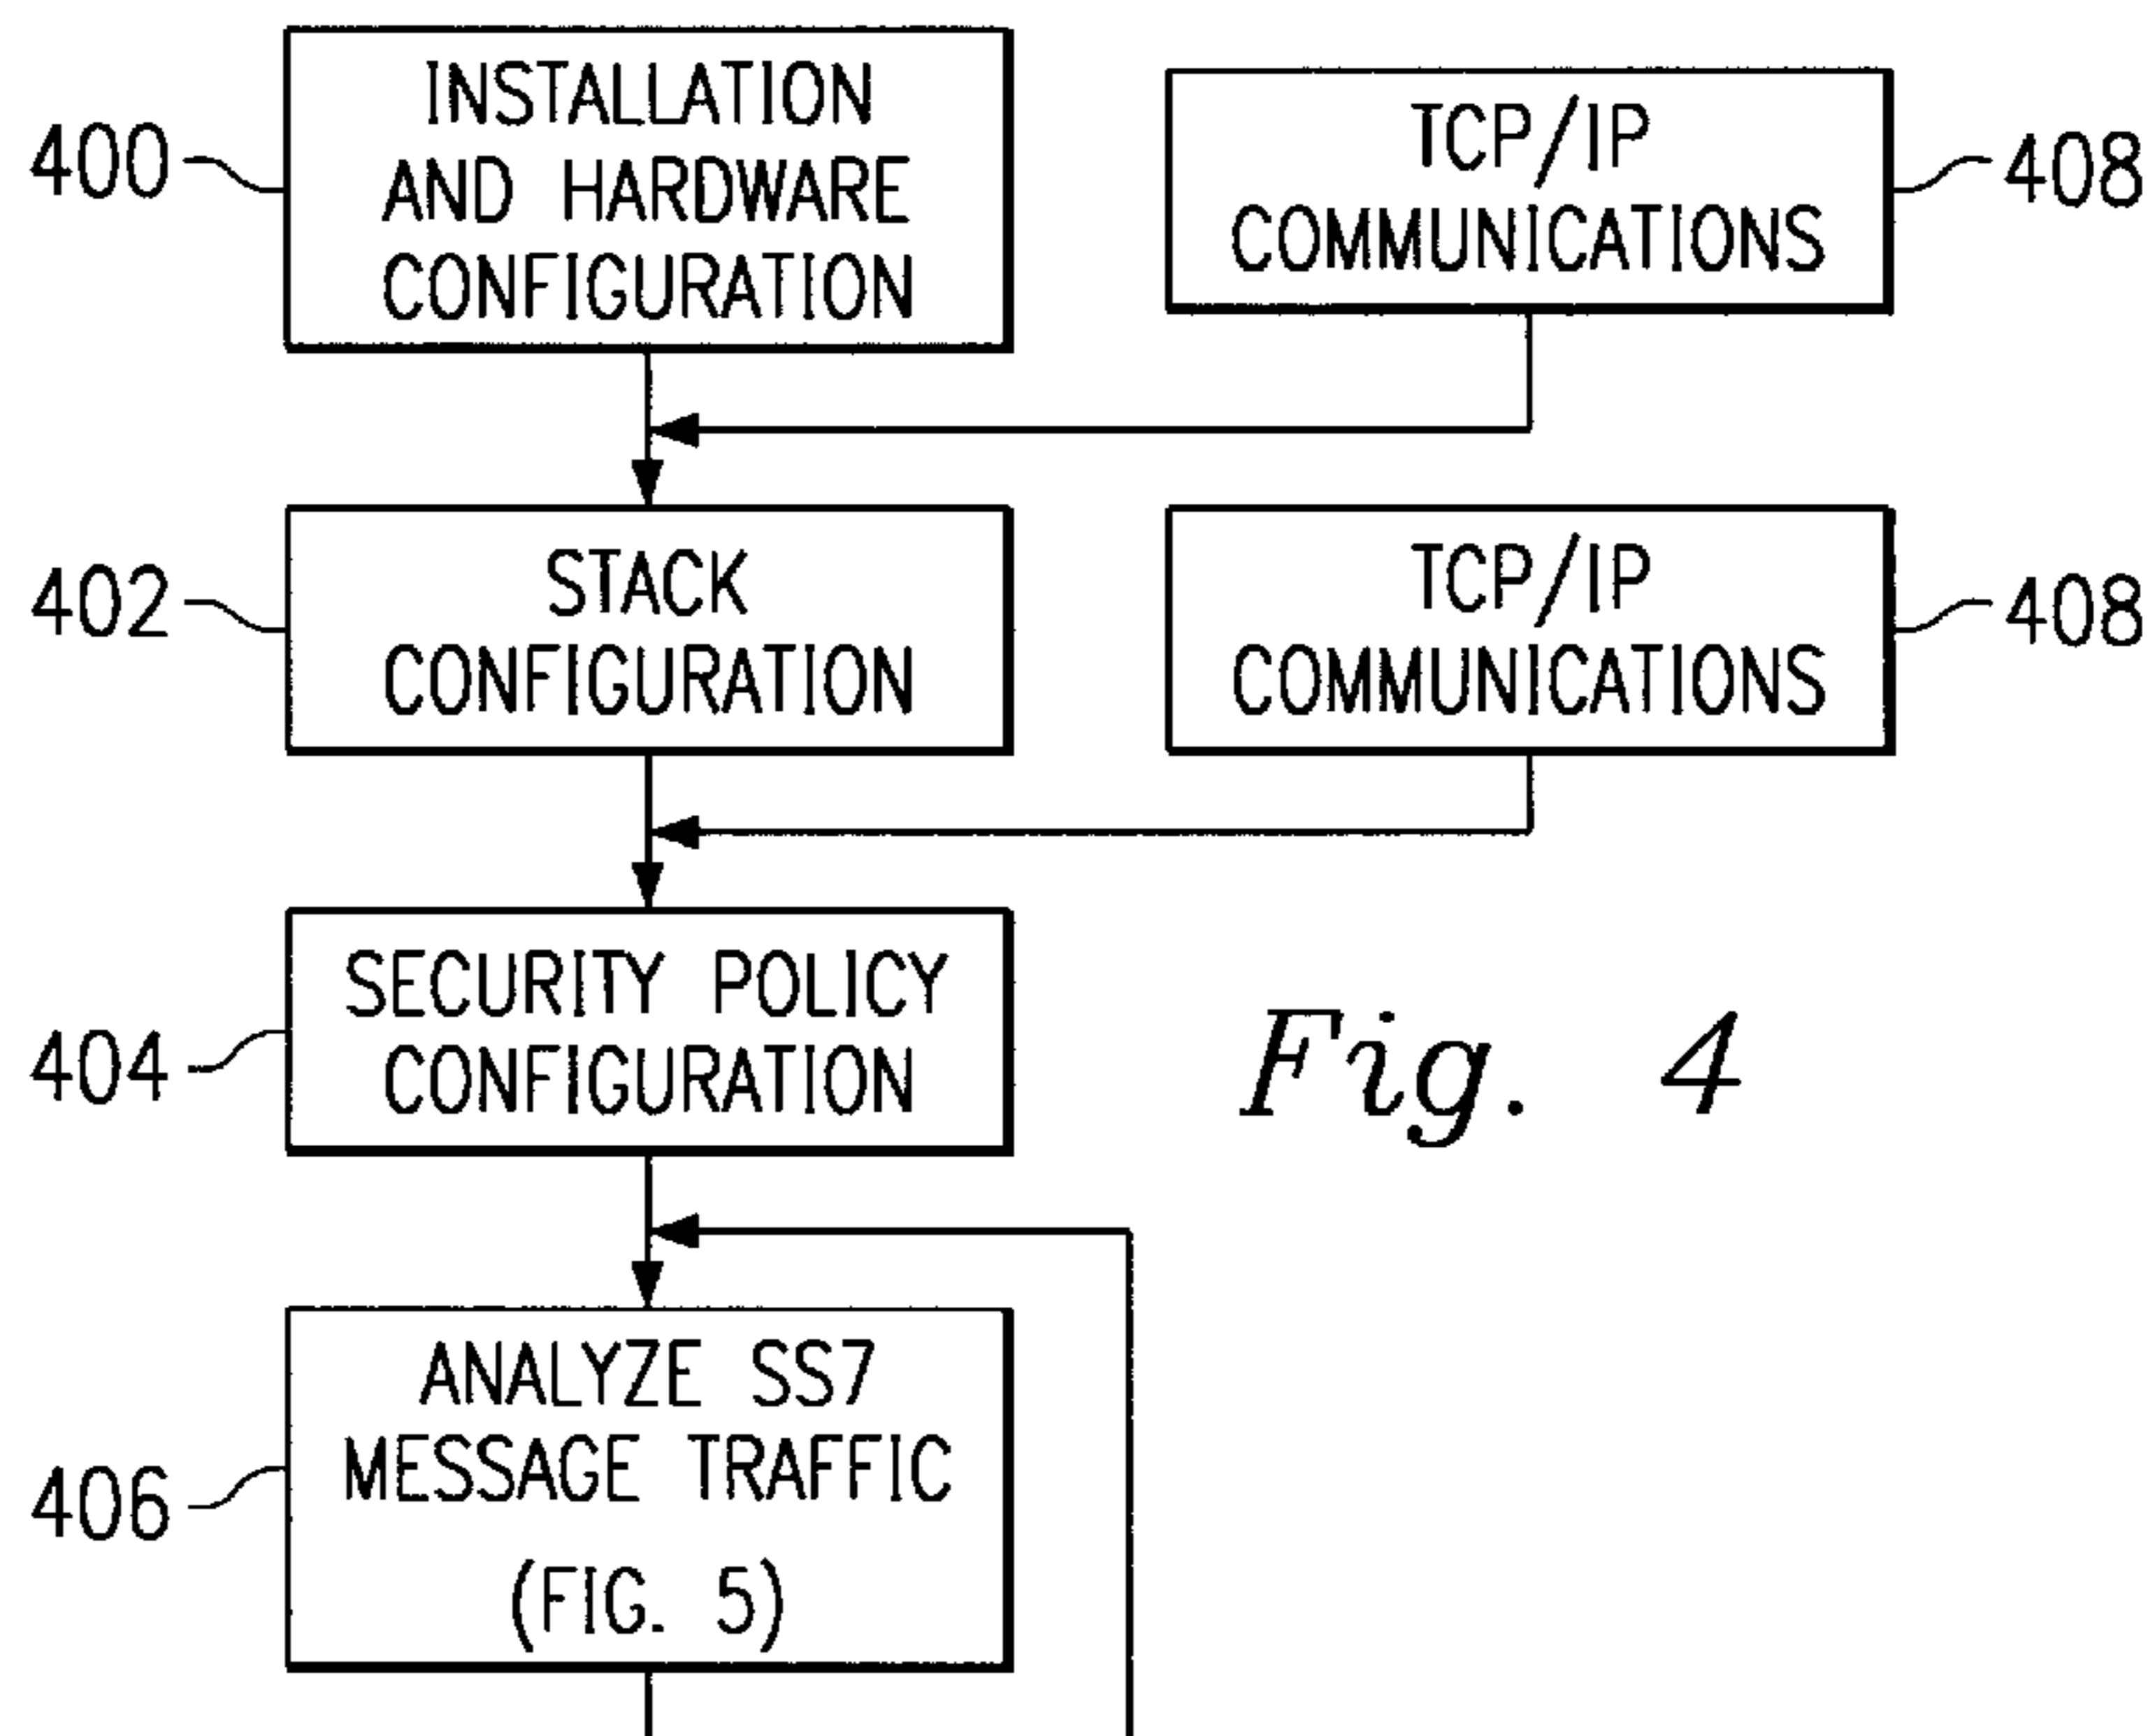 INSTALLATION
AND HARDWARE
CONFIGURATION
400
TCP/IP
COMMUNICATIONS
408
STACK
CONFIGURATION
402
TCP/IP
COMMUNICATIONS
408
SECURITY POLICY
CONFIGURATION
404
Fig. 4
ANALYZE SS7
MESSAGE TRAFFIC
(FIG. 5)
406